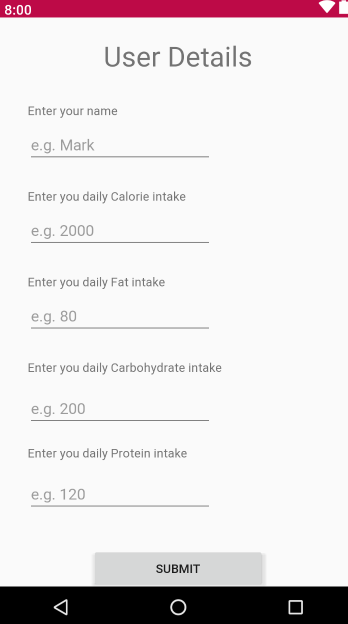 8:00
User Details
Enter your name
e.g. Mark
Enter you daily Calorie intake
e.g. 2000
Enter you daily Fat intake
e.g. 80
Enter you daily Carbohydrate intake
e.g. 200
Enter you daily Protein intake
e.g. 120
SUBMIT